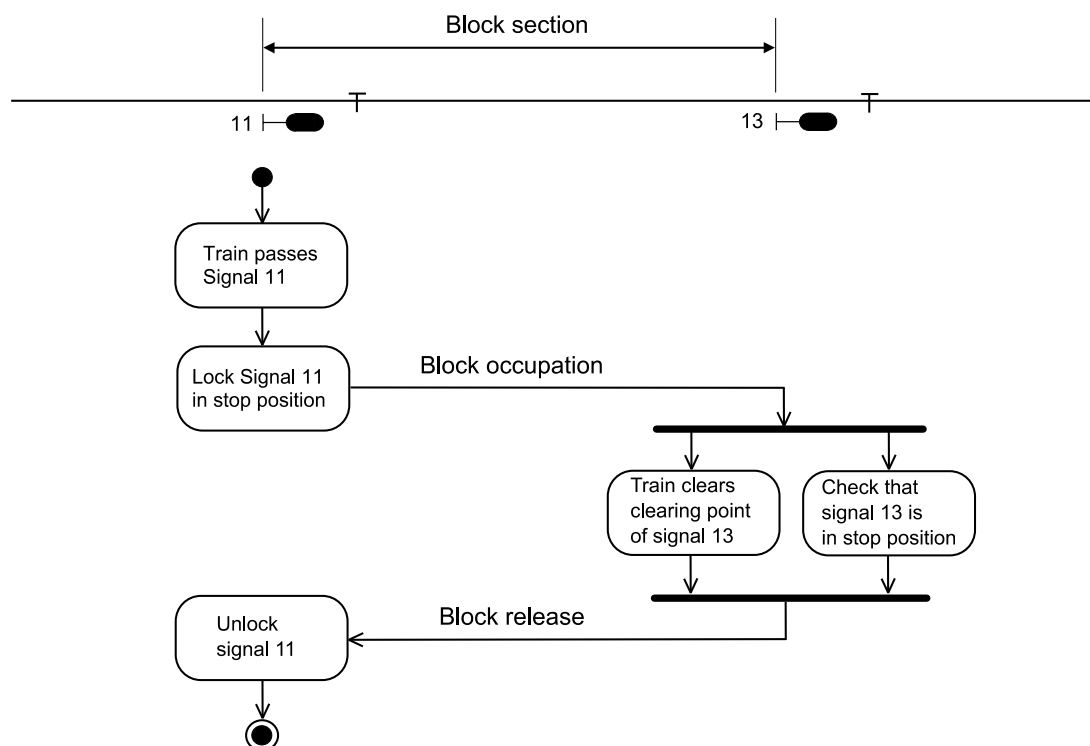 Block section
11
13
Train passes
Signal 11
Lock Signal 11
in stop position
Block occupation
Train clears
clearing point
of signal 13
Check that
signal 13 is
in stop position
Block release
Unlock
signal 11